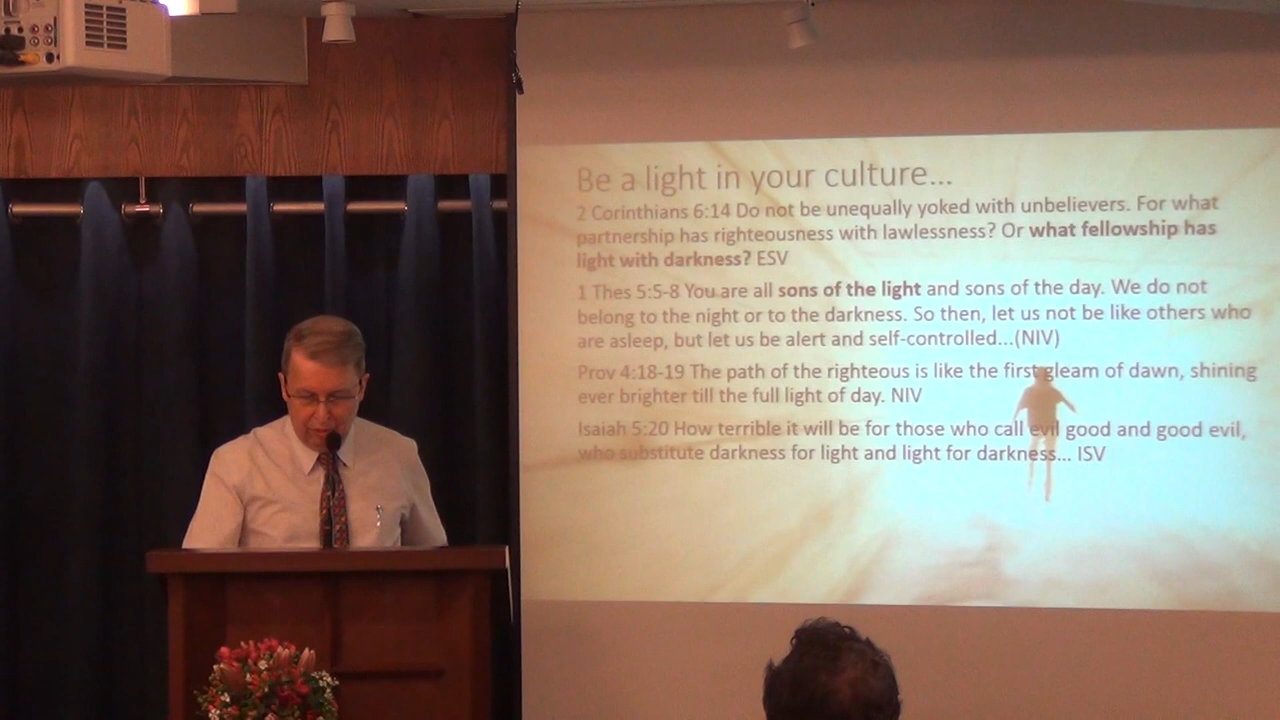 Be a light in your culture...
2 Corinthians 6:14 Do not be unequally yoked with unbelievers. For what
partnership has righteousness with lawlessness? Or what fellowship has
light with darkness? ESV
1 Thes 5:5-8 You are all sons of the light and sons of the day. We do not
belong to the night or to the darkness. So then, let us not be like others who
are asleep, but let us be alert and self-controlled...(NIV)
Prov 4:18-19 The path of the righteous is like the first gleam of dawn, shining
ever brighter till the full light of day. NIV
Isaiah 5:20 How terrible it will be for those who call evil good and good evil,
who substitute darkness for light and light for darkness... ISV